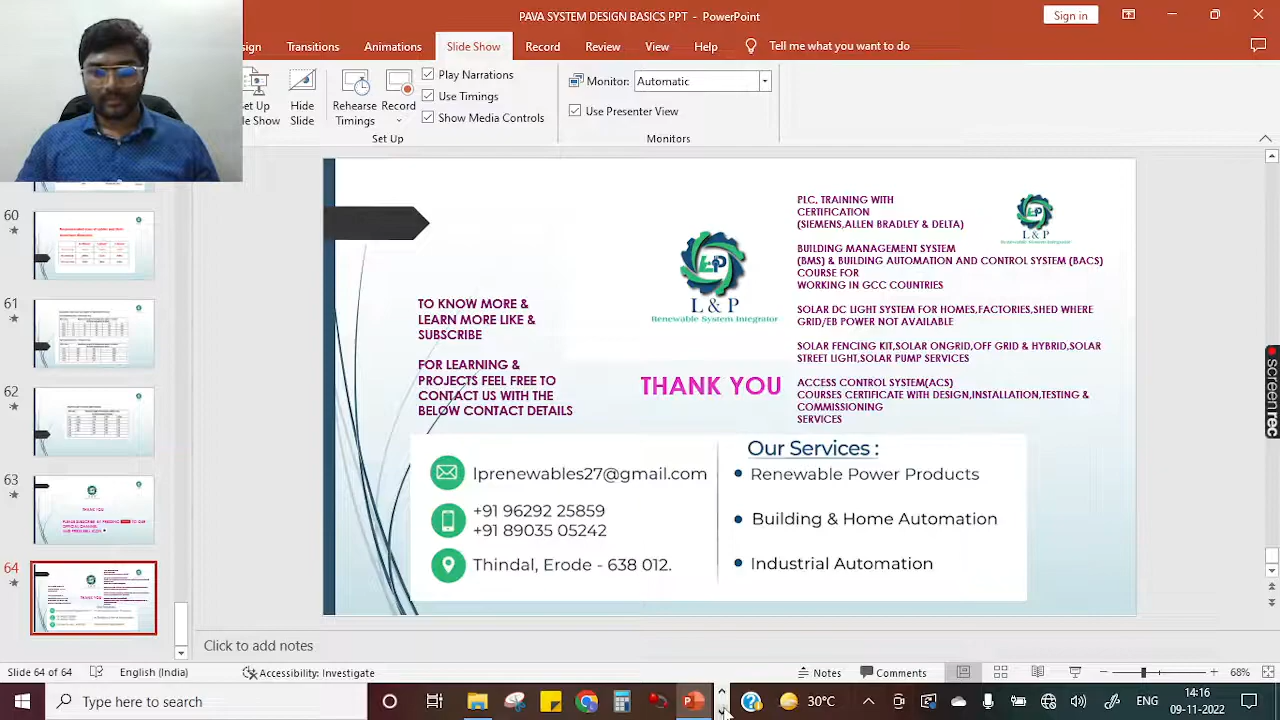 PAVA SYSTEM DESIGN BASICS PPT - PowerPoint
Sign in
sign
Transitions
Animations
Slide Show
Record
Review
View
Help
Tell me what you want to do
Set Up
Slide Show
Hide
Slide
Rehearse
Timings
Record
Play Narrations
Use Timings
Show Media Controls
Set Up
Monitor:
Automatic
Use Presenter View
Monitors
60
61
62
63
64
THANK YOU
PLC, TRAINING WITH
CERTIFICATION
(SIEMENS,ALLEN BRADLEY & DELTA)
BUILDING MANAGEMENT SYSTEM
(BMS) & BUILDING AUTOMATION AND CONTROL SYSTEM (BACS)
COURSE FOR
WORKING IN GCC COUNTRIES
SOLAR DC LIGHT SYSTEM FOR HOMES,FACTORIES,SHED WHERE
GRID/EB POWER NOT AVAILABLE
SOLAR FENCING KIT,SOLAR ONGRID,OFF GRID & HYBRID,SOLAR
STREET LIGHT,SOLAR PUMP SERVICES
ACCESS CONTROL SYSTEM(ACS)
COURSES CERTIFICATE WITH DESIGN,INSTALLATION,TESTING &
COMMISSIONING
SERVICES
L & P
L & P
Renewable System Integrator
TO KNOW MORE &
LEARN MORE LIKE &
SUBSCRIBE
FOR LEARNING &
PROJECTS FEEL FREE TO
CONTACT US WITH THE
BELOW CONTACT DETAILS
THANK YOU
lprenewables27@gmail.com
+91 96292 25859
+91 89035 05242
Thindal, Erode - 638 012.
Our Services :
Renewable Power Products
Building & Home Automation
Industrial Automation
Screenrec
Click to add notes
Slide 64 of 64
English (India)
Accessibility: Investigate
Notes
Comments
68%
Type here to search
30°C
ENG
14:16
09-11-2022